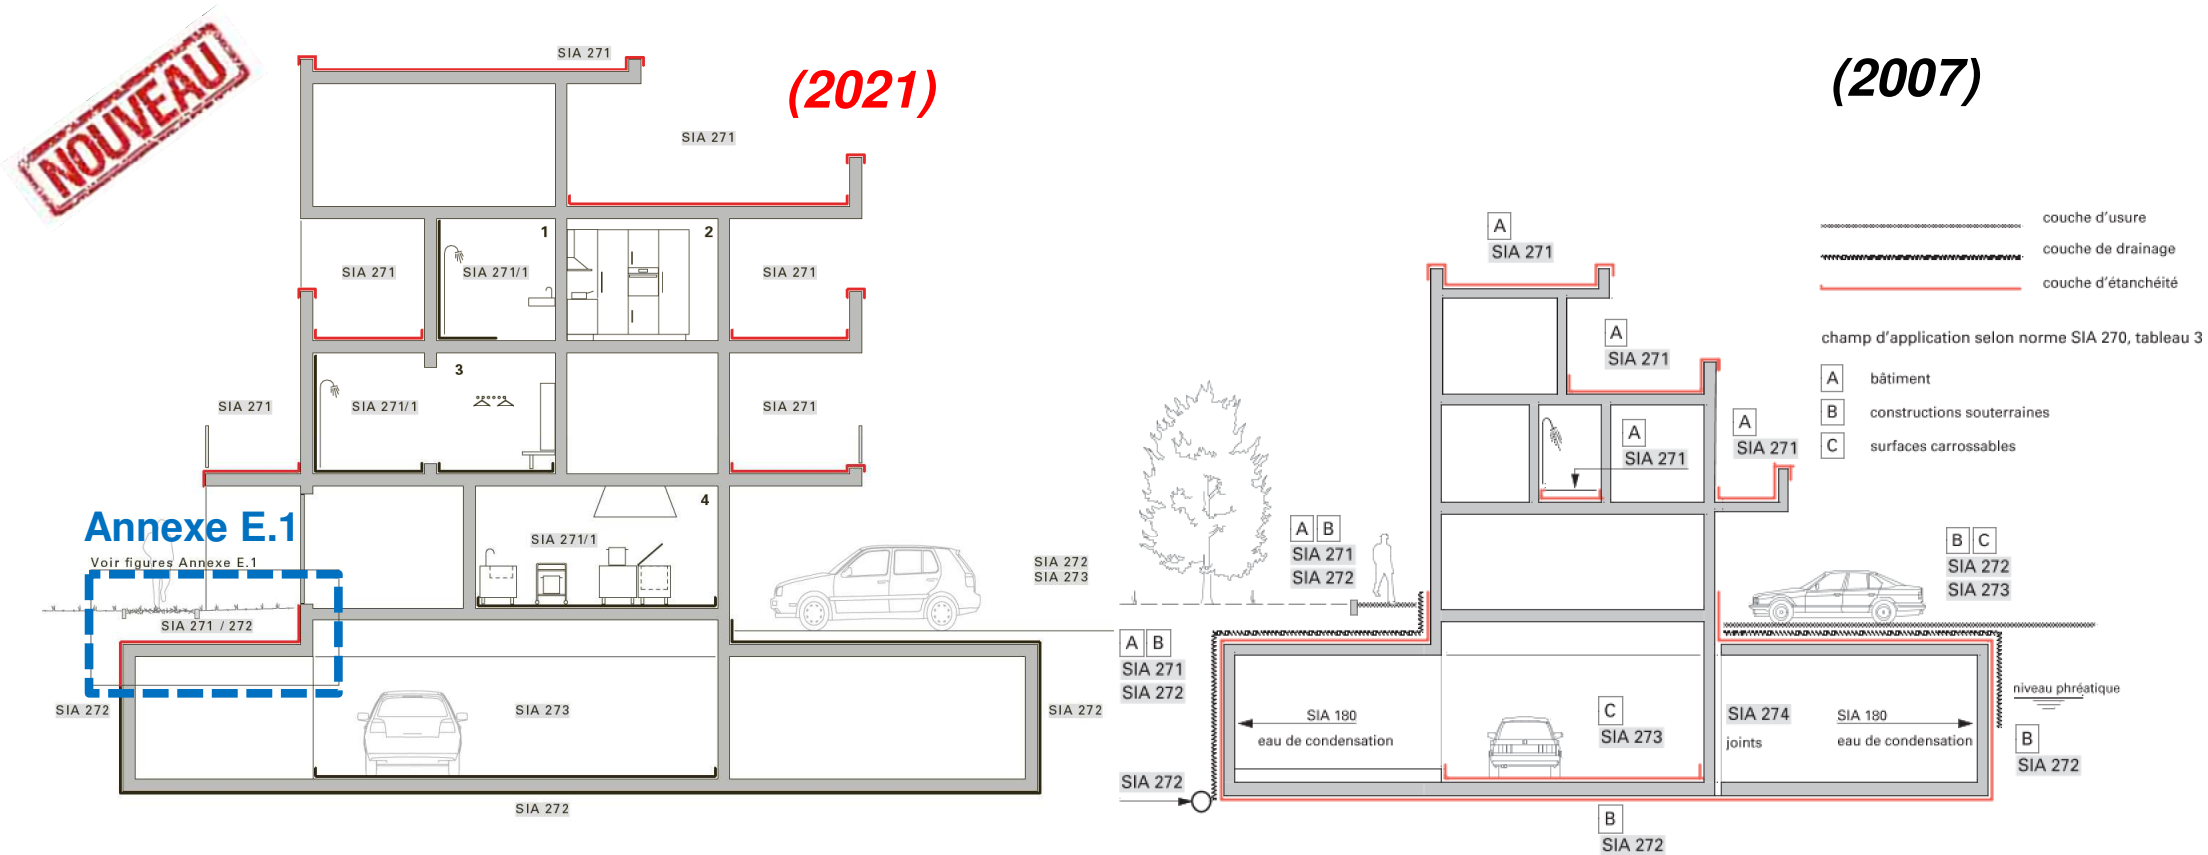 NOUVEAU
SIA 271
(2021)
SIA 271
1
2
SIA 271
SIA 271/1
SIA 271
3
SIA 271
SIA 271/1
SIA 271
4
Annexe E.1
Voir figures Annexe E.1
SIA 271/1
SIA 272
SIA 273
SIA 271 / 272
SIA 272
SIA 273
SIA 272
SIA 272
(2007)
A
SIA 271
couche d'usure
couche de drainage
couche d'étanchéité
champ d'application selon norme SIA 270, tableau 3
A bâtiment
B constructions souterraines
C surfaces carrossables
A
SIA 271
A
SIA 271
A
SIA 271
A B
SIA 271
SIA 272
B C
SIA 272
SIA 273
A B
SIA 271
SIA 272
niveau phréatique
SIA 180
eau de condensation
C
SIA 273
SIA 274
joints
SIA 180
eau de condensation
B
SIA 272
SIA 272
B
SIA 272